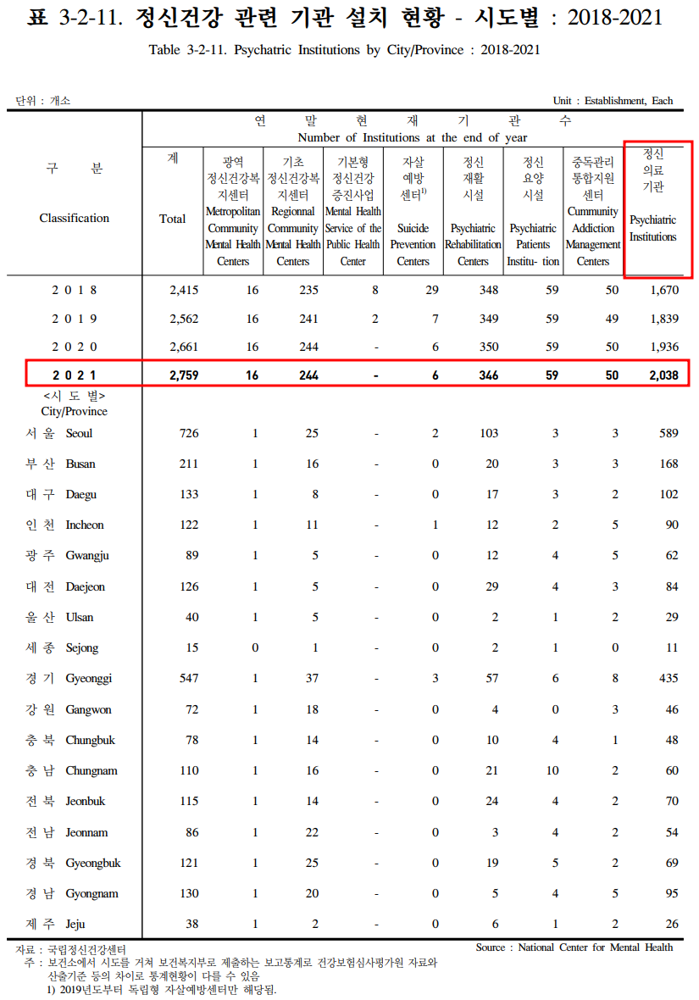 표 3-2-11. 정신건강 관련 기관 설치 현황 - 시도별 : 2018-2021
Table 3-2-11. Psychatric Institutions by City/Province : 2018-2021
단위 : 개소 Unit : Establishment, Each
구 분
Classification
연 말 현 재 기 관 수
Number of Institutions at the end of year
계
Total
광역
정신건강복
지센터
Metropolitan
Community
Mental Health
Centers
기초
정신건강복
지센터
Regionnal
Community
Mental Health
Centers
기본형
정신건강
증진사업
Mental Health
Service of the
Public Health
Center
자살
예방
센터1)
Suicide
Prevention
Centers
정신
재활
시설
Psychiatric
Rehabilitation
Centers
정신
요양
시설
Psychiatric
Patients
Institu- tion
중독관리
통합지원
센터
Cummunity
Addiction
Management
Centers
정신
의료
기관
Psychiatric
Institutions
2 0 1 8 2,415 16 235 8 29 348 59 50 1,670
2 0 1 9 2,562 16 241 2 7 349 59 49 1,839
2 0 2 0 2,661 16 244 - 6 350 59 50 1,936
2 0 2 1 2,759 16 244 - 6 346 59 50 2,038
<시 도 별>
City/Province
서 울 Seoul 726 1 25 - 2 103 3 3 589
부 산 Busan 211 1 16 - 0 20 3 3 168
대 구 Daegu 133 1 8 - 0 17 3 2 102
인 천 Incheon 122 1 11 - 1 12 2 5 90
광 주 Gwangju 89 1 5 - 0 12 4 5 62
대 전 Daejeon 126 1 5 - 0 29 4 3 84
울 산 Ulsan 40 1 5 - 0 2 1 2 29
세 종 Sejong 15 0 1 - 0 2 1 0 11
경 기 Gyeonggi 547 1 37 - 3 57 6 8 435
강 원 Gangwon 72 1 18 - 0 4 0 3 46
충 북 Chungbuk 78 1 14 - 0 10 4 1 48
충 남 Chungnam 110 1 16 - 0 21 10 2 60
전 북 Jeonbuk 115 1 14 - 0 24 4 2 70
전 남 Jeonnam 86 1 22 - 0 3 4 2 54
경 북 Gyeongbuk 121 1 25 - 0 19 5 2 69
경 남 Gyongnam 130 1 20 - 0 5 4 5 95
제 주 Jeju 38 1 2 - 0 6 1 2 26
자료 : 국립정신건강센터 Source : National Center for Mental Health
주 : 보건소에서 시도를 거쳐 보건복지부로 제출하는 보고통계로 건강보험심사평가원 자료와
산출기준 등의 차이로 통계현황이 다를 수 있음
1) 2019년도부터 독립형 자살예방센터만 해당됨.